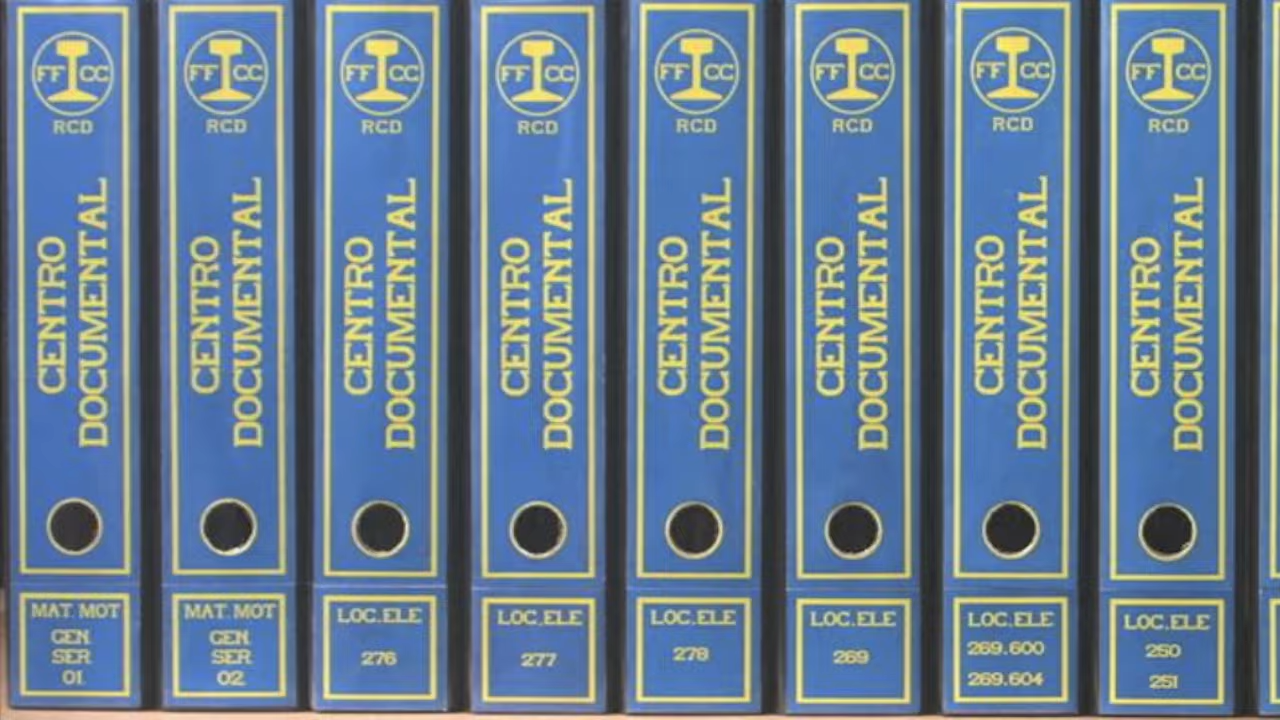 FF CC
RCD
CENTRO
DOCUMENTAL
MAT. MOT
GEN.
SER
01.
FF CC
RCD
CENTRO
DOCUMENTAL
MAT. MOT
GEN.
SER
02.
FF CC
RCD
CENTRO
DOCUMENTAL
LOC.ELE
276
FF CC
RCD
CENTRO
DOCUMENTAL
LOC.ELE
277
FF CC
RCD
CENTRO
DOCUMENTAL
LOC.ELE
278
FF CC
RCD
CENTRO
DOCUMENTAL
LOC.ELE
269
FF CC
RCD
CENTRO
DOCUMENTAL
LOC.ELE
269.600
269.604
FF CC
RCD
CENTRO
DOCUMENTAL
LOC.ELE
250
251